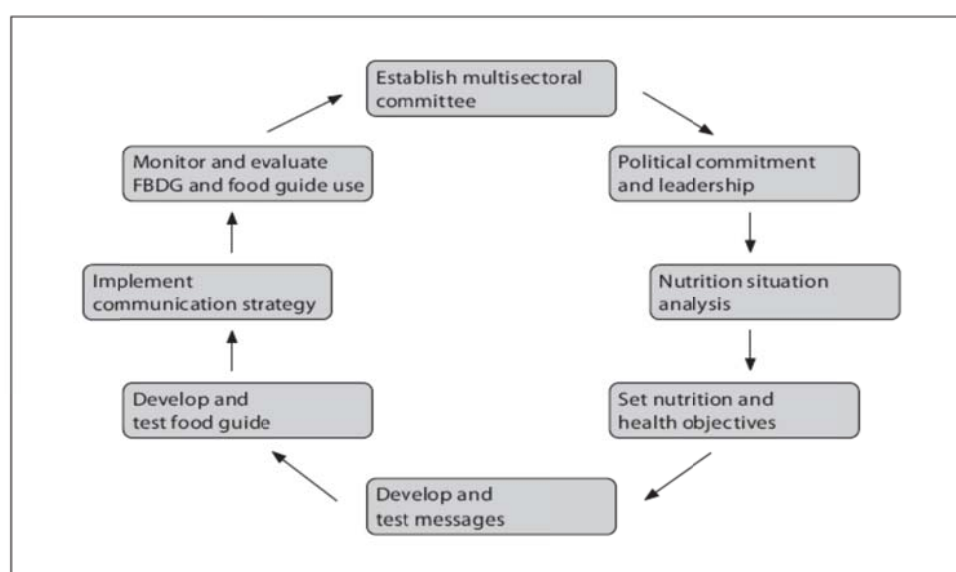 Establish multisectoral
committee
Political commitment
and leadership
Nutrition situation
analysis
Set nutrition and
health objectives
Develop and
test messages
Develop and
test food guide
Implement
communication strategy
Monitor and evaluate
FBDG and food guide use